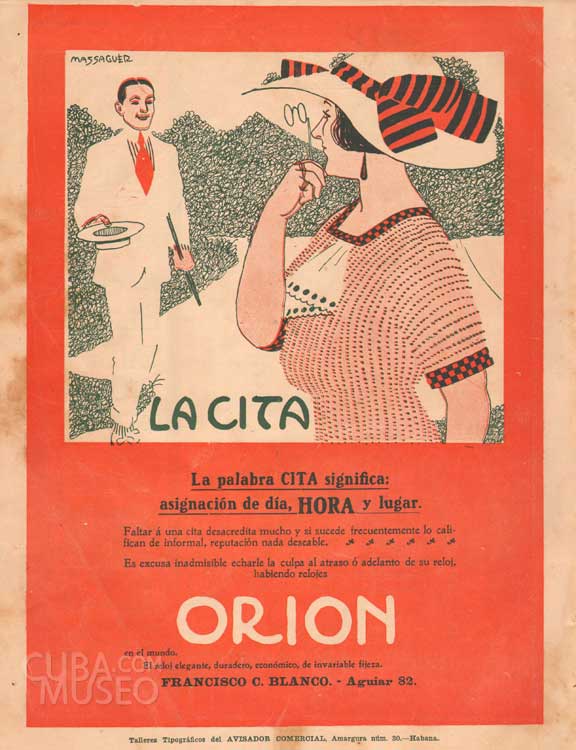 MASSAGUER
LA CITA
La palabra CITA significa:
asignación de día, HORA y lugar.
Faltar á una cita desacredita mucho y si sucede frecuentemente lo cali-
fican de informal, reputación nada deseable.
Es excusa inadmisible echarle la culpa al atraso ó adelanto de su reloj,
habiendo relojes
ORION
en el mundo.
El reloj elegante, duradero, económico, de invariable fijeza.
FRANCISCO C. BLANCO. - Aguiar 82.
CUBA.CO
MUSEO
Talleres Tipográficos del AVISADOR COMERCIAL, Amargura núm. 30.—Habana.